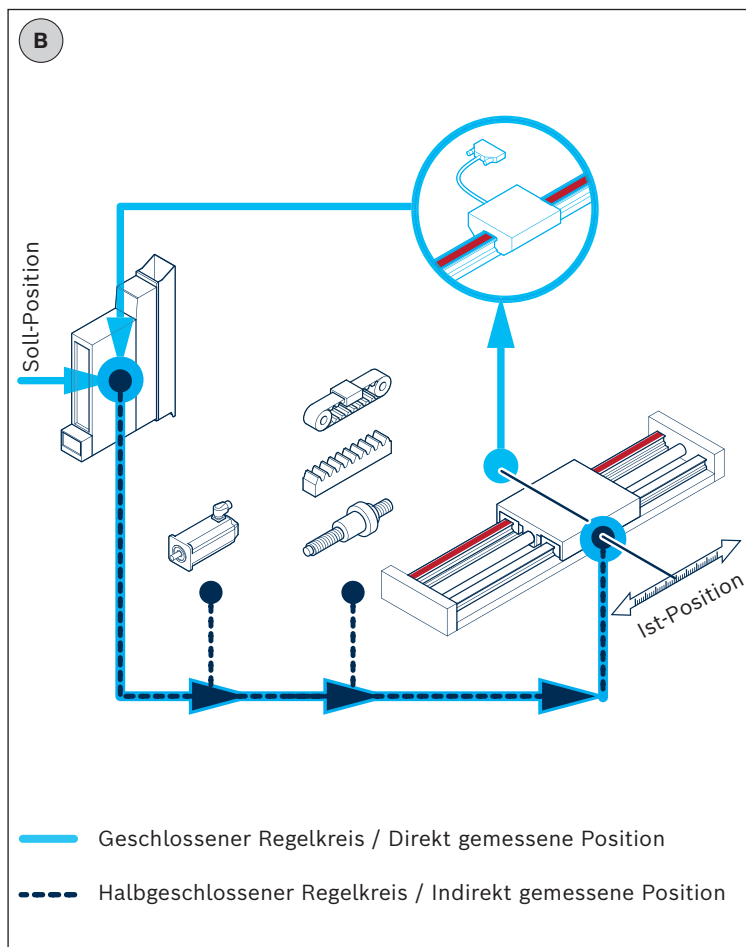 B
Soll-Position
Ist-Position
Geschlossener Regelkreis / Direkt gemessene Position
Halbgeschlossener Regelkreis / Indirekt gemessene Position